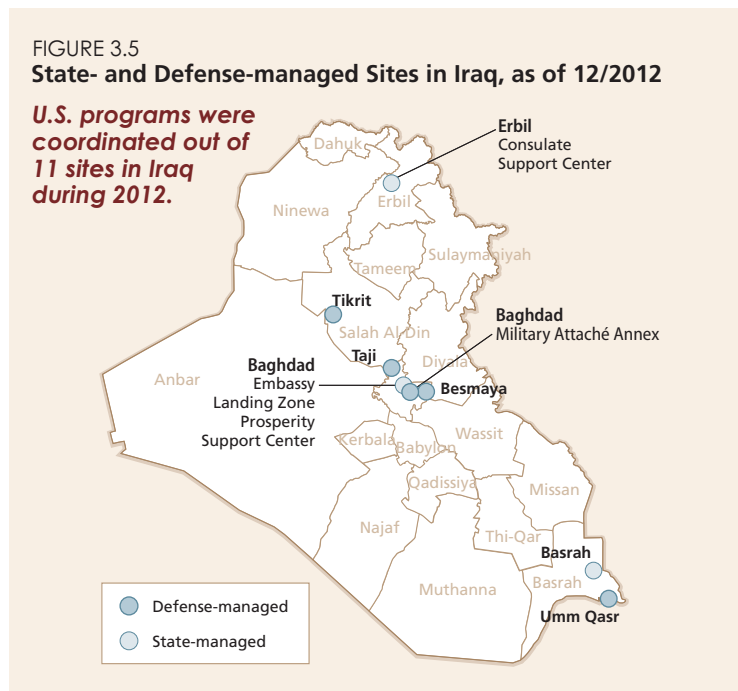 FIGURE 3.5
State- and Defense-managed Sites in Iraq, as of 12/2012
U.S. programs were
coordinated out of
11 sites in Iraq
during 2012.
Erbil
Consulate
Support Center
Dahuk
Ninewa
Erbil
Sulaymaniyah
Tameem
Tikrit
Salah Al-Din
Baghdad
Military Attaché Annex
Taji
Diyala
Baghdad
Embassy
Landing Zone
Prosperity
Support Center
Anbar
Besmaya
Kerbala
Babylon
Wassit
Qadissiya
Missan
Najaf
Thi-Qar
Basrah
Basrah
Muthanna
Umm Qasr
Defense-managed
State-managed